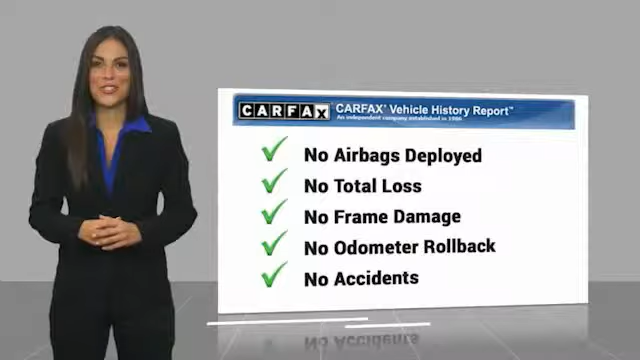 CARFAX CARFAX® Vehicle History Report™
An independent company established in 1986
No Airbags Deployed
No Total Loss
No Frame Damage
No Odometer Rollback
No Accidents